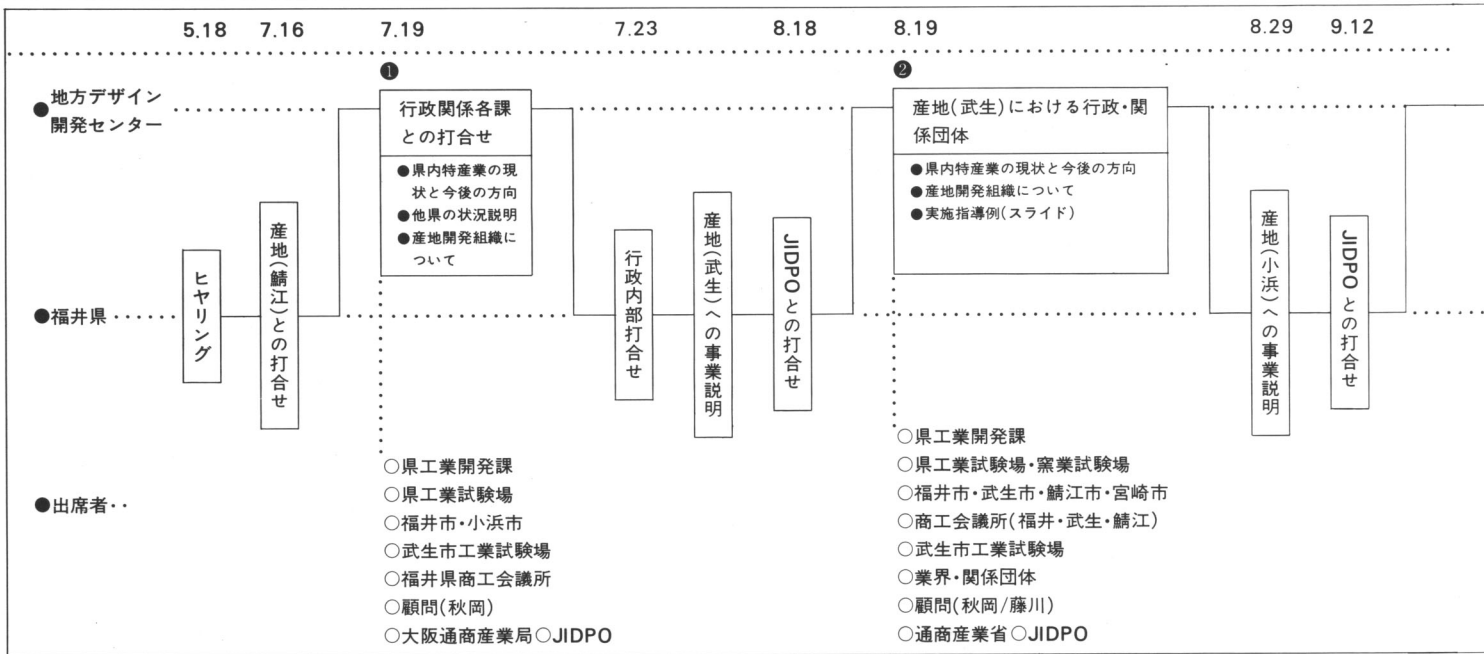 5.18 7.16 7.19 7.23 8.18 8.19 8.29 9.12
●地方デザイン
開発センター
❶
行政関係各課
との打合せ
●県内特産業の現
状と今後の方向
●他県の状況説明
●産地開発組織に
ついて
❷
産地(武生)における行政・関
係団体
●県内特産業の現状と今後の方向
●産地開発組織について
●実施指導例(スライド)
●福井県
ヒヤリング
産地(鯖江)との打合せ
行政内部打合せ
産地(武生)への事業説明
JIDPOとの打合せ
産地(小浜)への事業説明
JIDPOとの打合せ
●出席者
○県工業開発課
○県工業試験場
○福井市・小浜市
○武生市工業試験場
○福井県商工会議所
○顧問(秋岡)
○大阪通商産業局○JIDPO
○県工業開発課
○県工業試験場・窯業試験場
○福井市・武生市・鯖江市・宮崎市
○商工会議所(福井・武生・鯖江)
○武生市工業試験場
○業界・関係団体
○顧問(秋岡/藤川)
○通商産業省○JIDPO